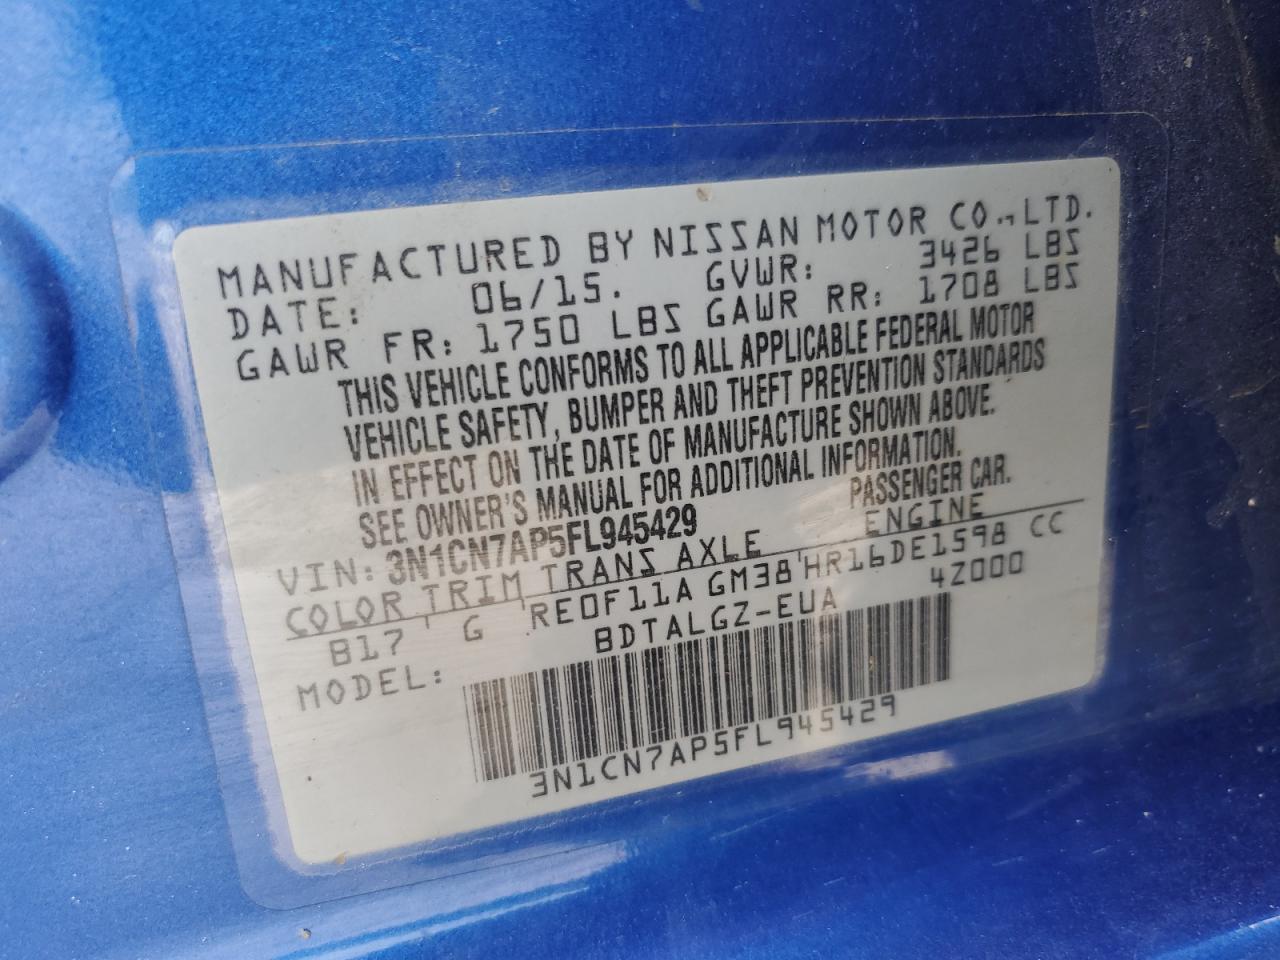 MANUFACTURED BY NISSAN MOTOR CO., LTD.
DATE: 06/15. GVWR: 3426 LBS
GAWR FR: 1750 LBS GAWR RR: 1708 LBS
THIS VEHICLE CONFORMS TO ALL APPLICABLE FEDERAL MOTOR
VEHICLE SAFETY, BUMPER AND THEFT PREVENTION STANDARDS
IN EFFECT ON THE DATE OF MANUFACTURE SHOWN ABOVE.
SEE OWNER'S MANUAL FOR ADDITIONAL INFORMATION.
VIN: 3N1CN7AP5FL945429 PASSENGER CAR.
COLOR TRIM TRANS AXLE ENGINE
B17 ' G ' RE0F11A GM38 ' HR16DE1598 CC
MODEL: BDTALGZ-EUA 4Z000
3N1CN7AP5FL945429